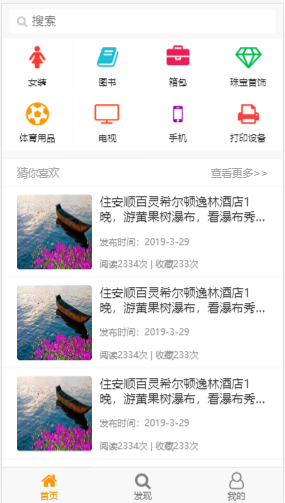 搜索
女装 图书 箱包 珠宝首饰
体育用品 电视 手机 打印设备
猜你喜欢 查看更多>>
住安顺百灵希尔顿逸林酒店1
晚，游黄果树瀑布，看瀑布秀...
发布时间：2019-3-29
阅读2334次 | 收藏233次
住安顺百灵希尔顿逸林酒店1
晚，游黄果树瀑布，看瀑布秀...
发布时间：2019-3-29
阅读2334次 | 收藏233次
住安顺百灵希尔顿逸林酒店1
晚，游黄果树瀑布，看瀑布秀...
发布时间：2019-3-29
阅读2334次 | 收藏233次
首页 发现 我的